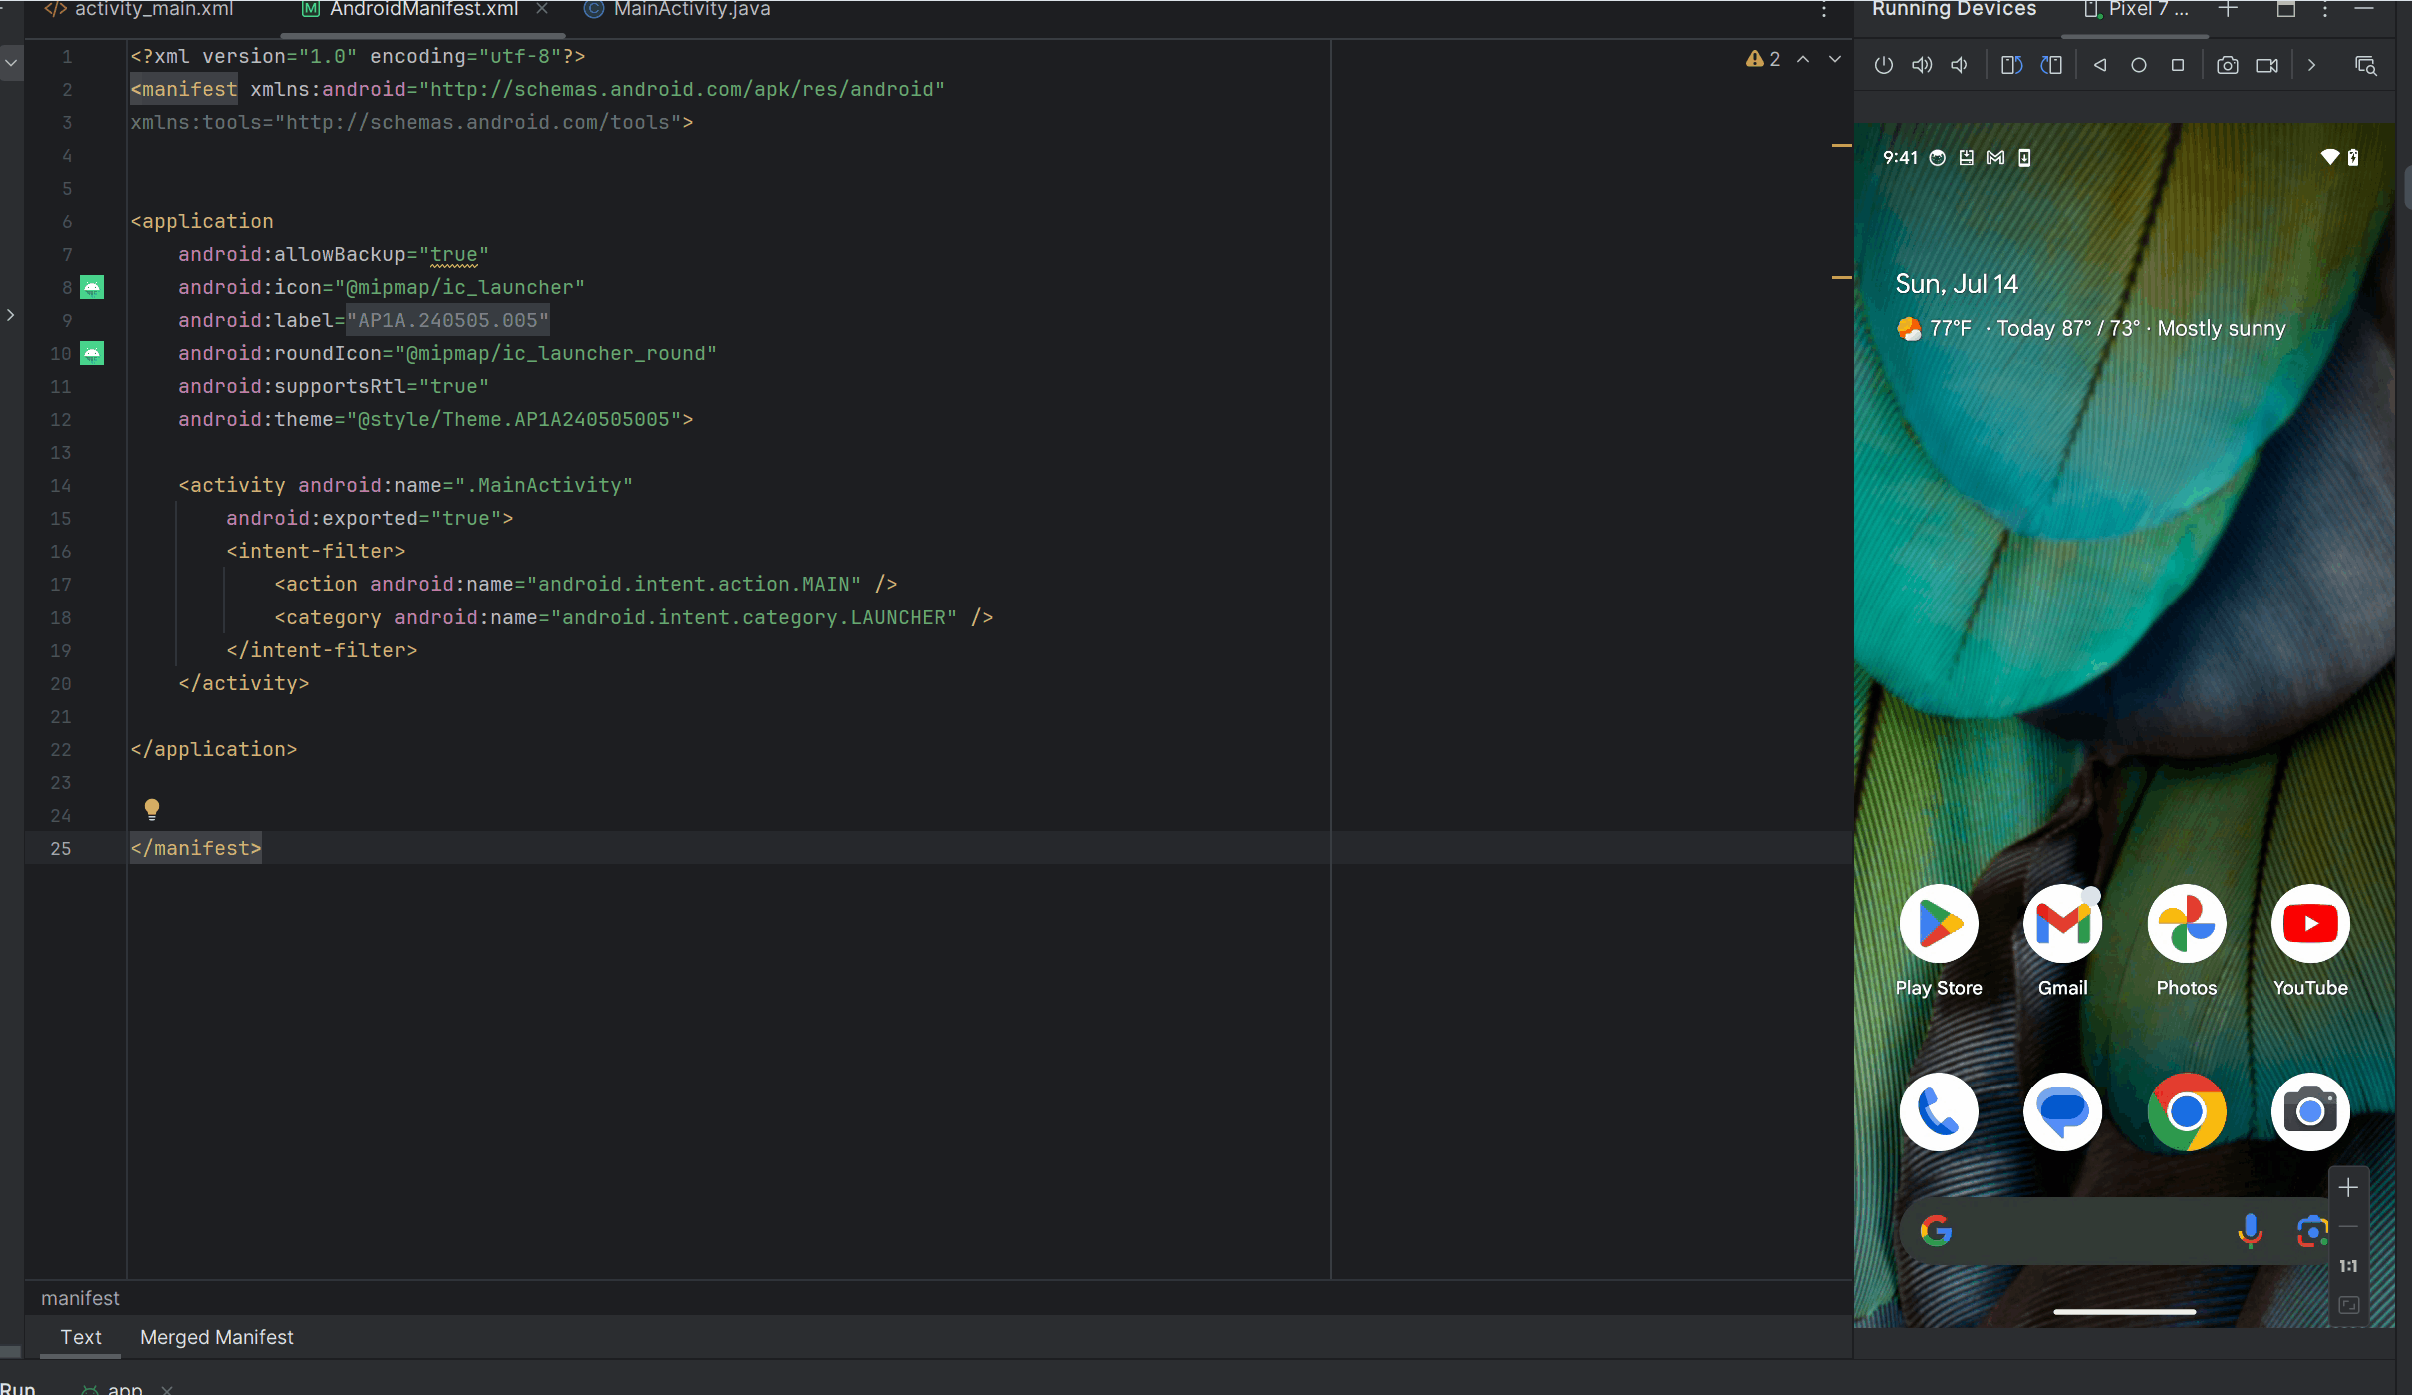 activity_main.xml AndroidManifest.xml MainActivity.java
1 <?xml version="1.0" encoding="utf-8"?>
2 <manifest xmlns:android="http://schemas.android.com/apk/res/android"
3 xmlns:tools="http://schemas.android.com/tools">
4
5
6 <application
7 android:allowBackup="true"
8 android:icon="@mipmap/ic_launcher"
9 android:label="AP1A.240505.005"
10 android:roundIcon="@mipmap/ic_launcher_round"
11 android:supportsRtl="true"
12 android:theme="@style/Theme.AP1A240505005">
13
14 <activity android:name=".MainActivity"
15 android:exported="true">
16 <intent-filter>
17 <action android:name="android.intent.action.MAIN" />
18 <category android:name="android.intent.category.LAUNCHER" />
19 </intent-filter>
20 </activity>
21
22 </application>
23
24
25 </manifest>
2
manifest
Text Merged Manifest
Run app
Running Devices Pixel 7 ...
9:41
Sun, Jul 14
77°F · Today 87° / 73° · Mostly sunny
Play Store Gmail Photos YouTube
1:1